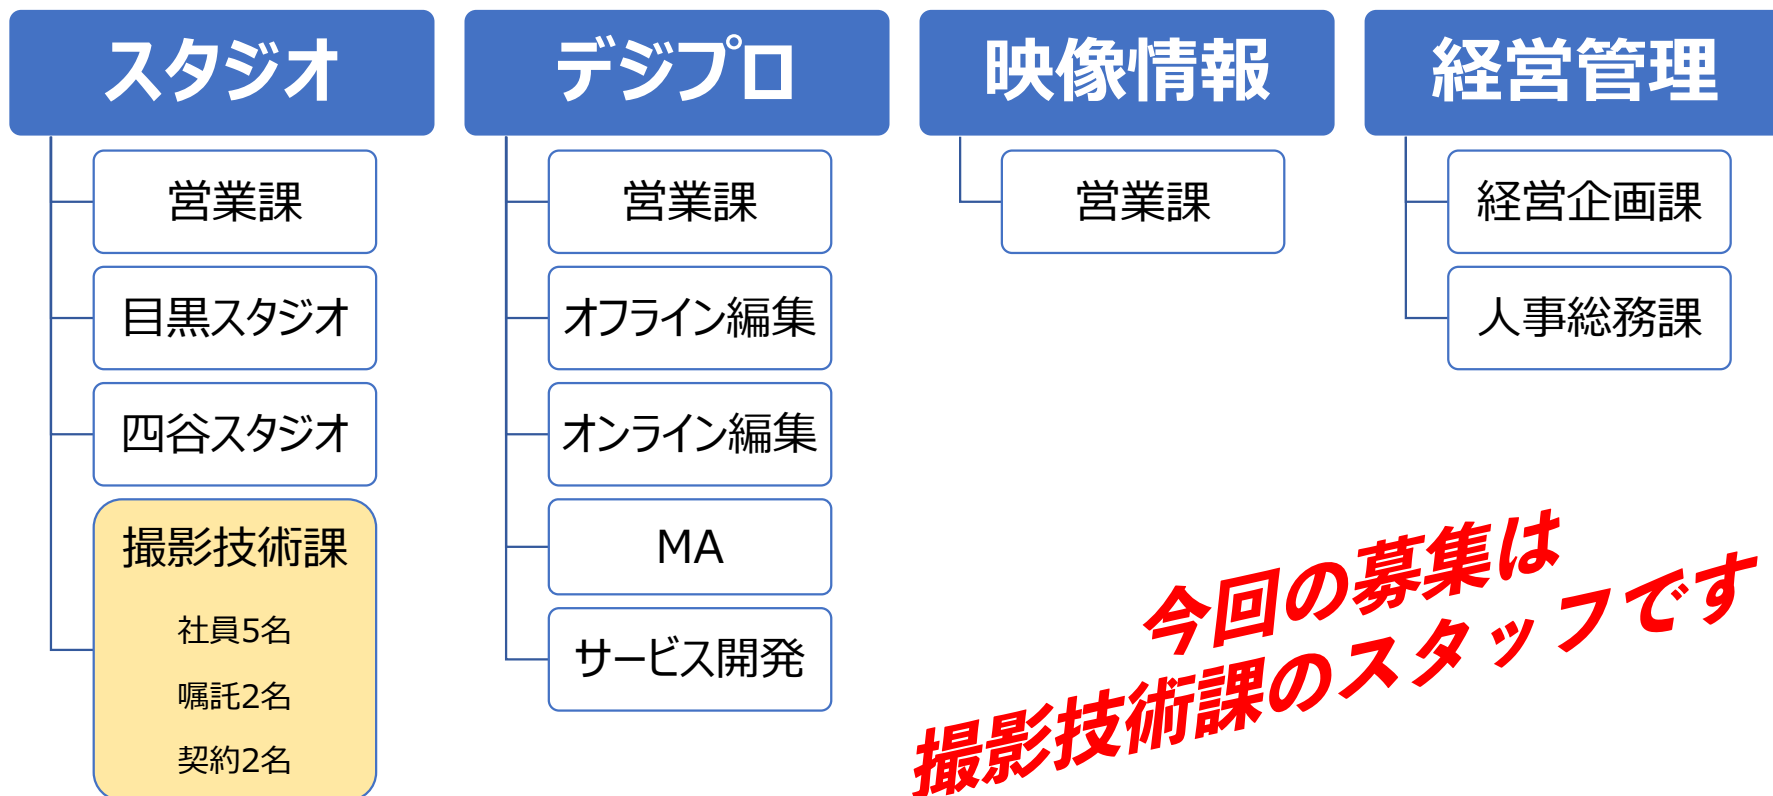 スタジオ
営業課
目黒スタジオ
四谷スタジオ
撮影技術課
社員5名
嘱託2名
契約2名
デジプロ
営業課
オフライン編集
オンライン編集
MA
サービス開発
映像情報
営業課
経営管理
経営企画課
人事総務課
今回の募集は
撮影技術課のスタッフです